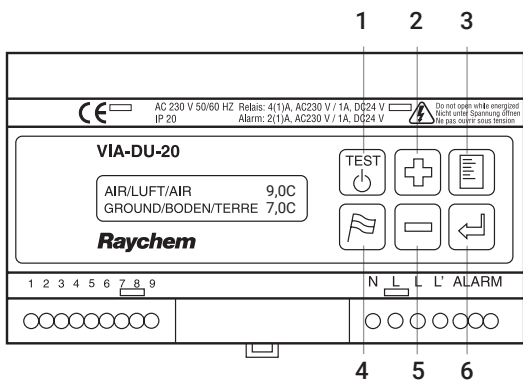 1 2 3
CE AC 230 V 50/60 HZ Relais: 4(1)A, AC230 V / 1A, DC24 V
IP 20 Alarm: 2(1)A, AC230 V / 1A, DC24 V
Do not open while energized
Nicht unter Spannung öffnen
Ne pas ouvrir sous tension
VIA-DU-20
AIR/LUFT/AIR 9,0C
GROUND/BODEN/TERRE 7,0C
Raychem
TEST
1 2 3 4 5 6 7 8 9
N L L L' ALARM
4 5 6